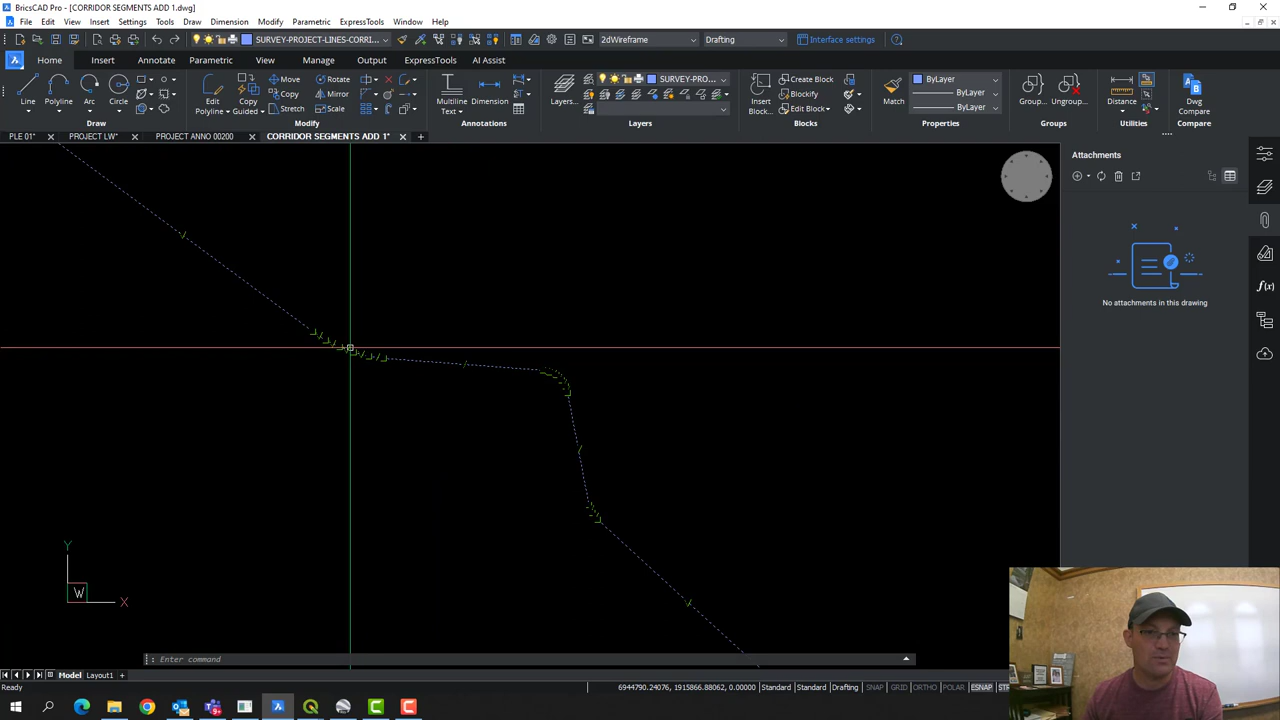 BricsCAD Pro - [CORRIDOR SEGMENTS ADD 1.dwg]
File Edit View Insert Settings Tools Draw Dimension Modify Parametric ExpressTools Window Help
SURVEY-PROJECT-LINES-CORRI... 2dWireframe Drafting Interface settings
Home Insert Annotate Parametric View Manage Output ExpressTools AI Assist
Line Polyline Arc Circle
Draw
Edit Polyline Copy Move Rotate
Mirror
Stretch Scale
Modify
Multiline Text Dimension
Annotations
Layers... SURVEY-PRO...
Layers
Insert Block Create Block
Blockify
Edit Block
Blocks
Match ByLayer
ByLayer
ByLayer
Properties
Group... Ungroup...
Groups
Distance
Utilities
Dwg Compare
Compare
PLE 01* PROJECT LW* PROJECT ANNO 00200 CORRIDOR SEGMENTS ADD 1*
Attachments
No attachments in this drawing
Y
W
X
: Enter command
Model Layout1
Ready 6944790.24076, 1915866.88062, 0.00000 Standard Standard Drafting SNAP GRID ORTHO POLAR ESNAP